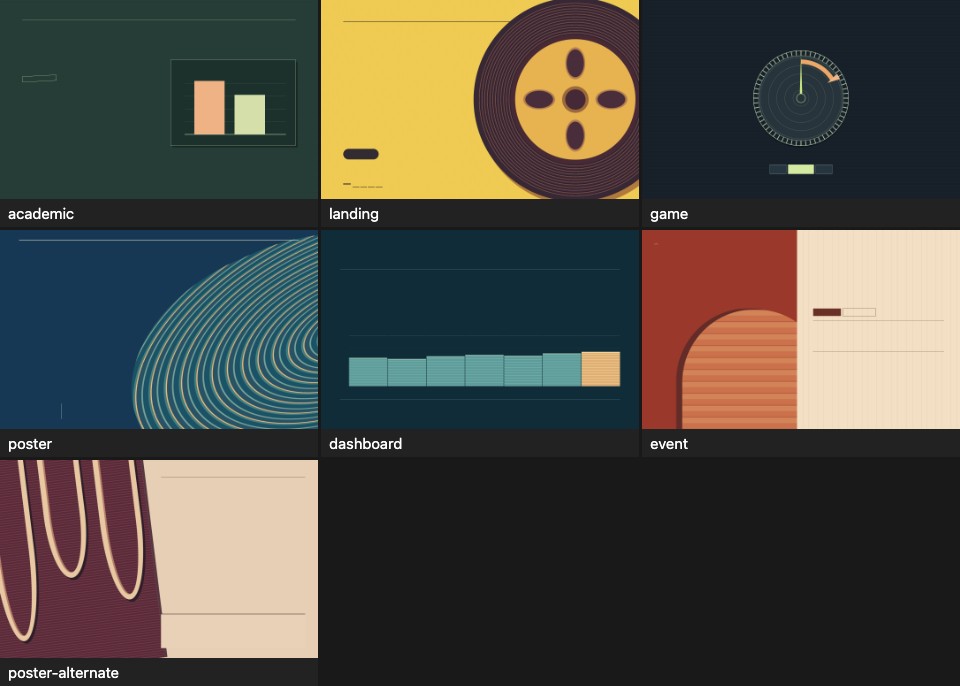 academic
landing
game
poster
dashboard
event
poster-alternate